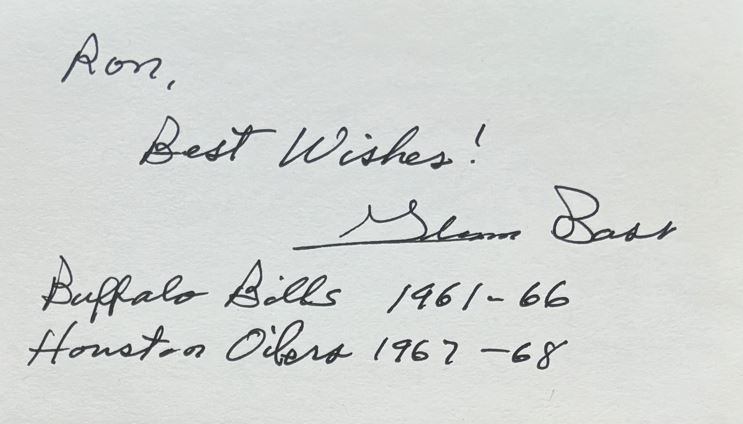 Ron,
Best Wishes!
Glenn Bass
Buffalo Bills 1961-66
Houston Oilers 1967-68